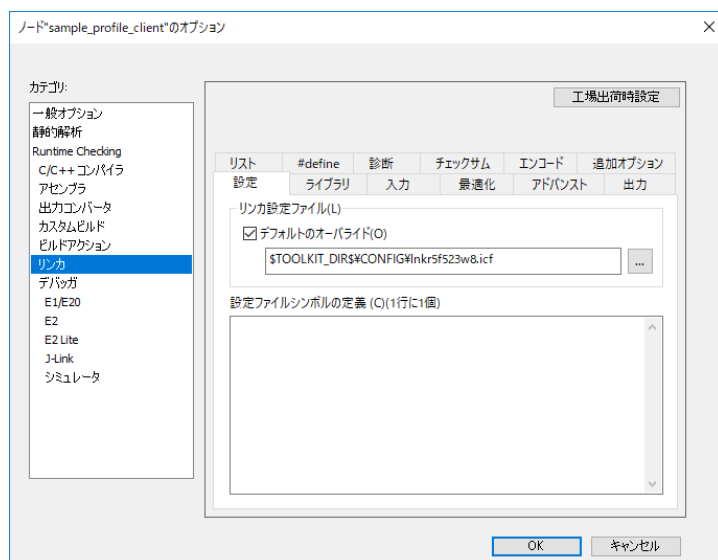 ノード"sample_profile_client"のオプション
カテゴリ:
一般オプション
静的解析
Runtime Checking
C/C++ コンパイラ
アセンブラ
出力コンバータ
カスタムビルド
ビルドアクション
リンカ
デバッガ
E1/E20
E2
E2 Lite
J-Link
シミュレータ
工場出荷時設定
リスト #define 診断 チェックサム エンコード 追加オプション
設定 ライブラリ 入力 最適化 アドバンスト 出力
リンカ設定ファイル(L)
デフォルトのオーバライド(O)
$TOOLKIT_DIR$¥CONFIG¥lnkr5f523w8.icf
...
設定ファイルシンボルの定義 (C)(1行に1個)
OK キャンセル